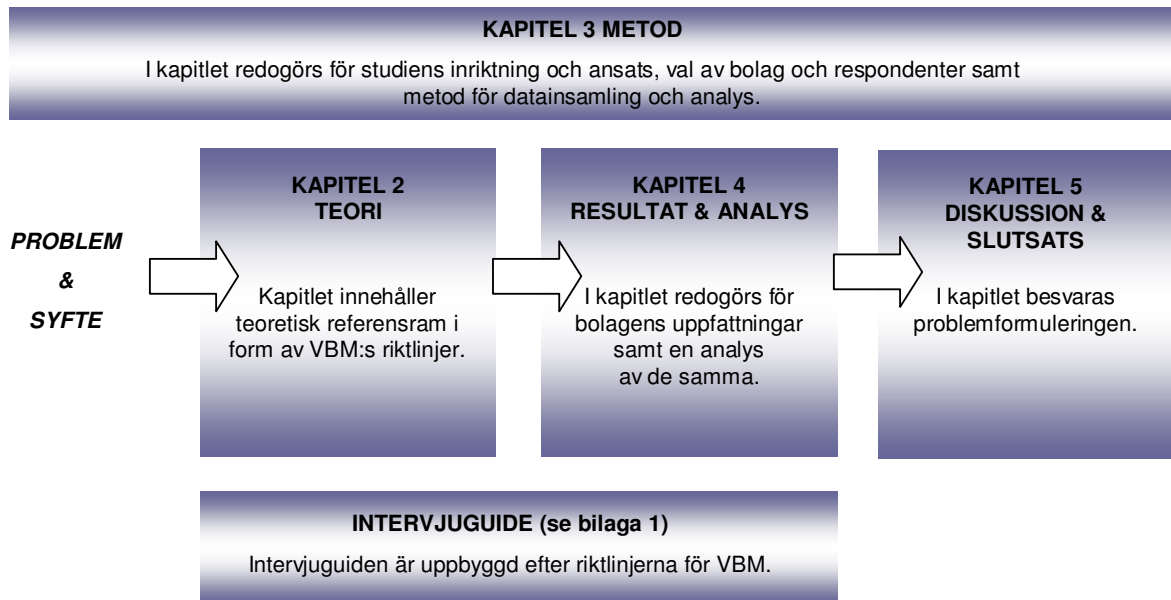 KAPITEL 3 METOD
I kapitlet redogörs för studiens inriktning och ansats, val av bolag och respondenter samt
metod för datainsamling och analys.
PROBLEM
&
SYFTE
KAPITEL 2
TEORI
Kapitlet innehåller
teoretisk referensram i
form av VBM:s riktlinjer.
KAPITEL 4
RESULTAT & ANALYS
I kapitlet redogörs för
bolagens uppfattningar
samt en analys
av de samma.
KAPITEL 5
DISKUSSION &
SLUTSATS
I kapitlet besvaras
problemformuleringen.
INTERVJUGUIDE (se bilaga 1)
Intervjuguiden är uppbyggd efter riktlinjerna för VBM.